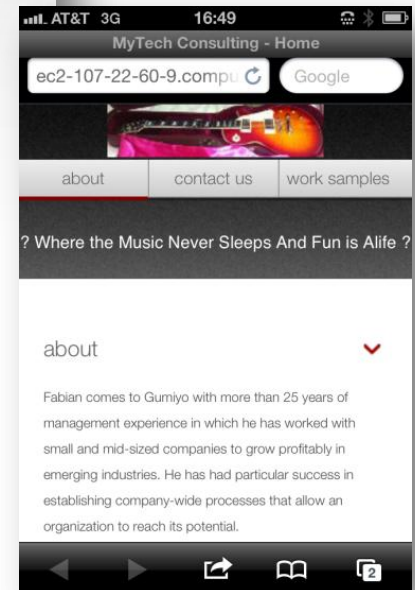 AT&T 3G 16:49
MyTech Consulting - Home
ec2-107-22-60-9.compu Google
about contact us work samples
? Where the Music Never Sleeps And Fun is Alife ?
about
Fabian comes to Gumiyo with more than 25 years of
management experience in which he has worked with
small and mid-sized companies to grow profitably in
emerging industries. He has had particular success in
establishing company-wide processes that allow an
organization to reach its potential.
2